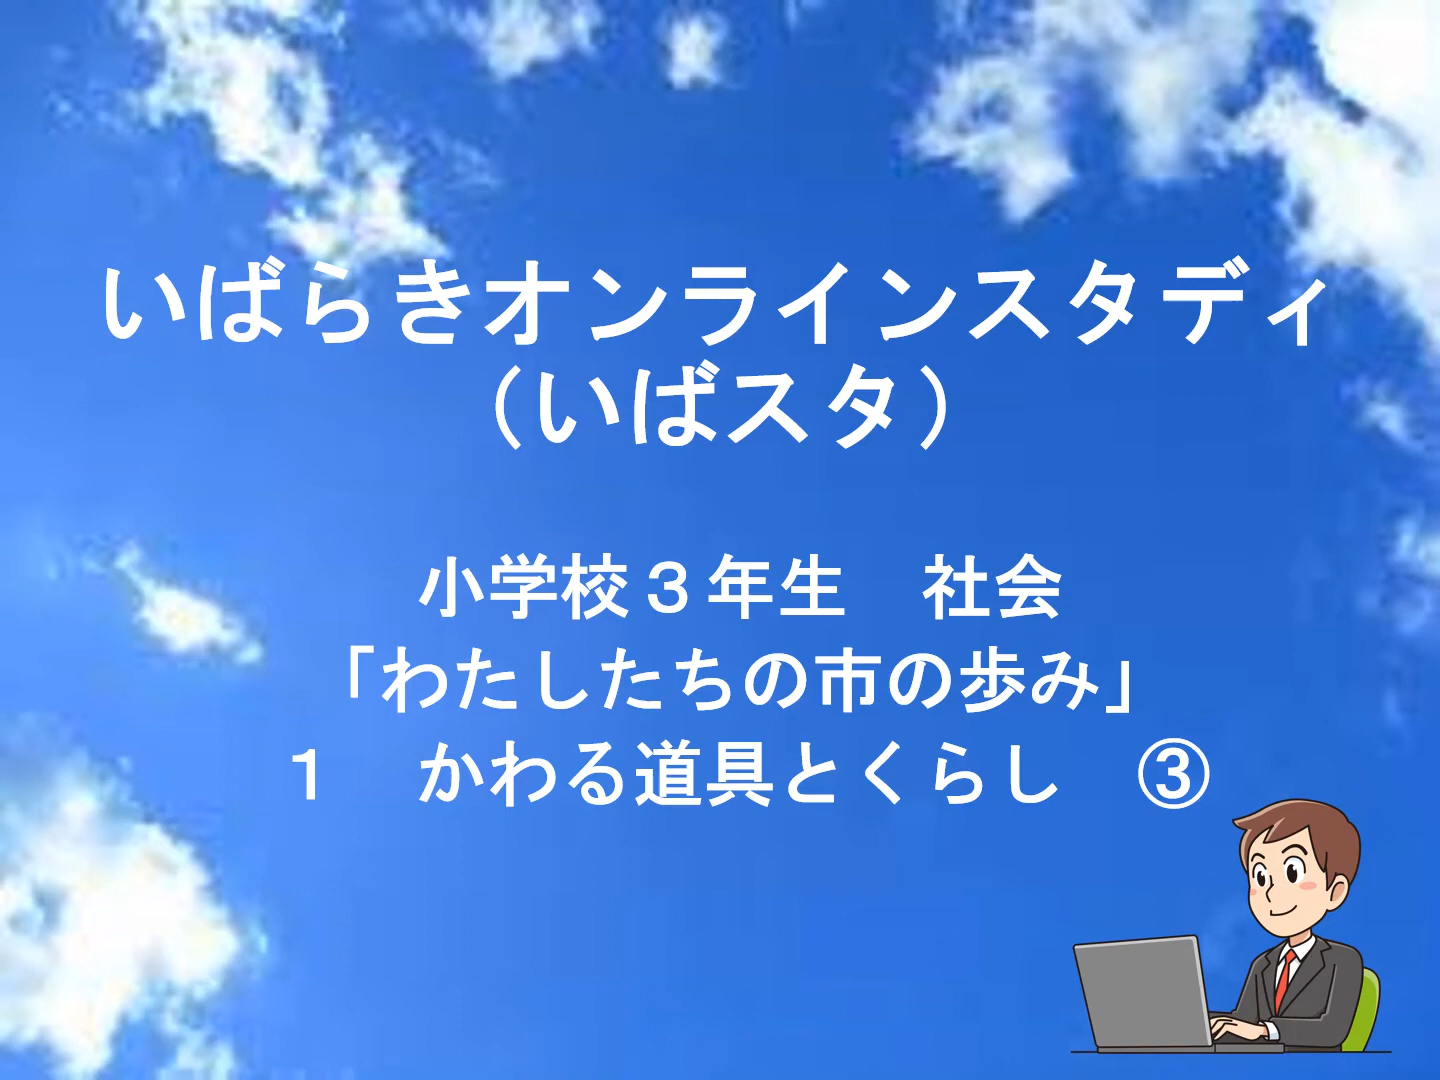 いばらきオンラインスタディ
（いばスタ）
小学校３年生　社会
「わたしたちの市の歩み」
１　かわる道具とくらし　③